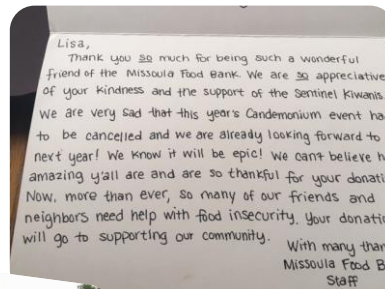 Lisa,
Thank you so much for being such a wonderful
friend of the Missoula Food Bank. We are so appreciative
of your kindness and the support of the Sentinel Kiwanis.
We are very sad that this year's Candemonium event ha
to be cancelled and we are already looking forward to
next year! We know it will be epic! We can't believe h
amazing y'all are and are so thankful for your donati
Now, more than ever, so many of our friends and
neighbors need help with food insecurity. Your donatio
will go to supporting our community.
With many than
Missoula Food B
Staff